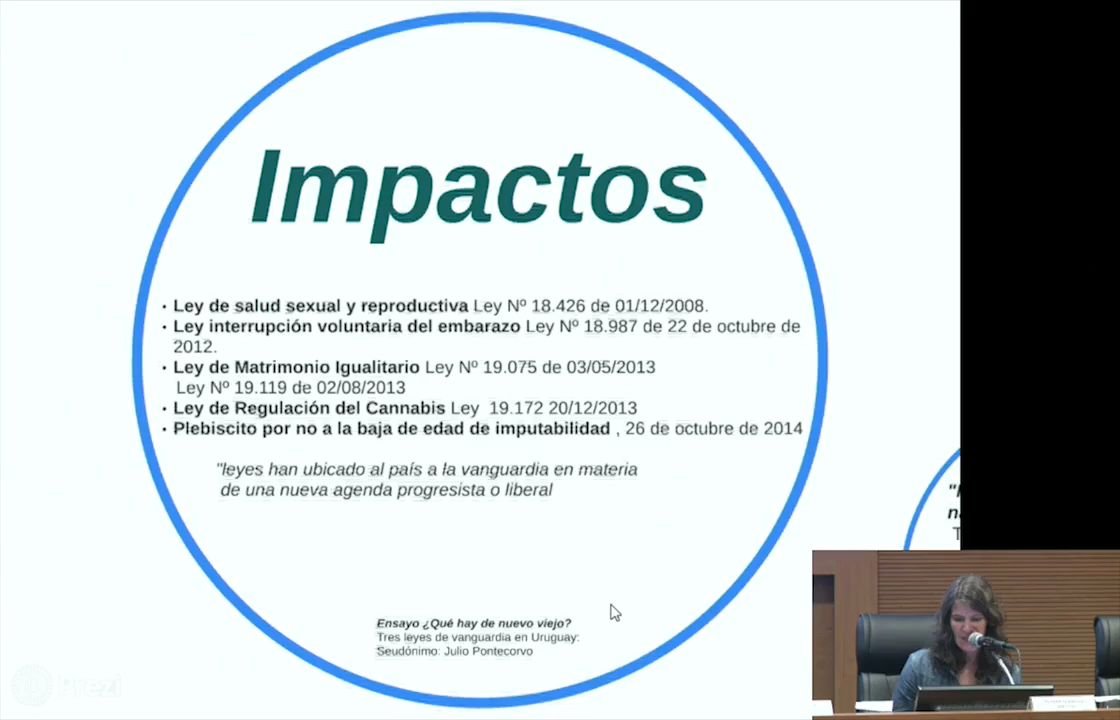 Impactos
• Ley de salud sexual y reproductiva Ley Nº 18.426 de 01/12/2008.
• Ley interrupción voluntaria del embarazo Ley Nº 18.987 de 22 de octubre de
2012.
• Ley de Matrimonio Igualitario Ley Nº 19.075 de 03/05/2013
Ley Nº 19.119 de 02/08/2013
• Ley de Regulación del Cannabis Ley 19.172 20/12/2013
• Plebiscito por no a la baja de edad de imputabilidad , 26 de octubre de 2014
"leyes han ubicado al país a la vanguardia en materia
de una nueva agenda progresista o liberal
Ensayo ¿Qué hay de nuevo viejo?
Tres leyes de vanguardia en Uruguay:
Seudónimo: Julio Pontecorvo
Prezi